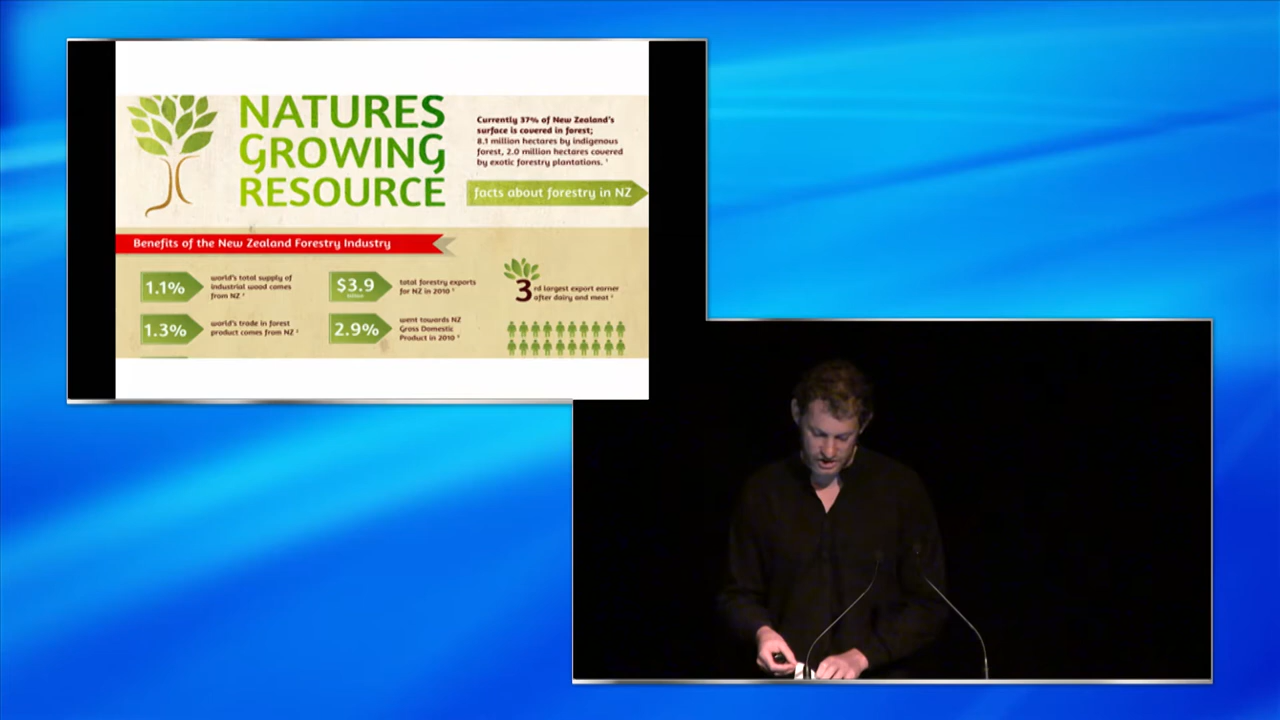 NATURES
GROWING
RESOURCE
Currently 37% of New Zealand's
surface is covered in forest;
8.1 million hectares by indigenous
forest, 2.0 million hectares covered
by exotic forestry plantations. ¹
facts about forestry in NZ
Benefits of the New Zealand Forestry Industry
1.1%
world's total supply of
industrial wood comes
from NZ
$3.9
billion
total forestry exports
for NZ in 2010
3rd largest export earner
after dairy and meat
1.3%
world's trade in forest
product comes from NZ
2.9%
went towards NZ
Gross Domestic
Product in 2010